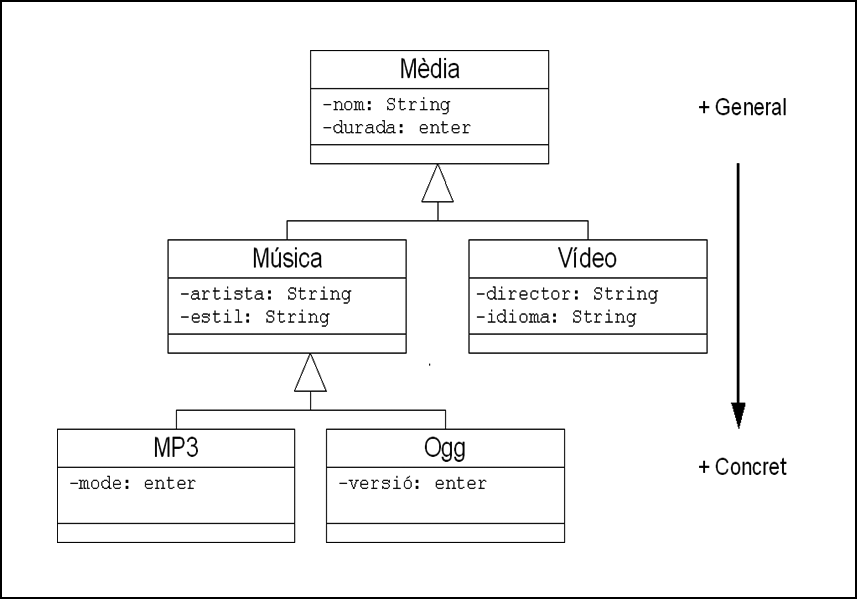 Mèdia
-nom: String
-durada: enter
+ General
Música
-artista: String
-estil: String
Vídeo
-director: String
-idioma: String
MP3
-mode: enter
Ogg
-versió: enter
+ Concret